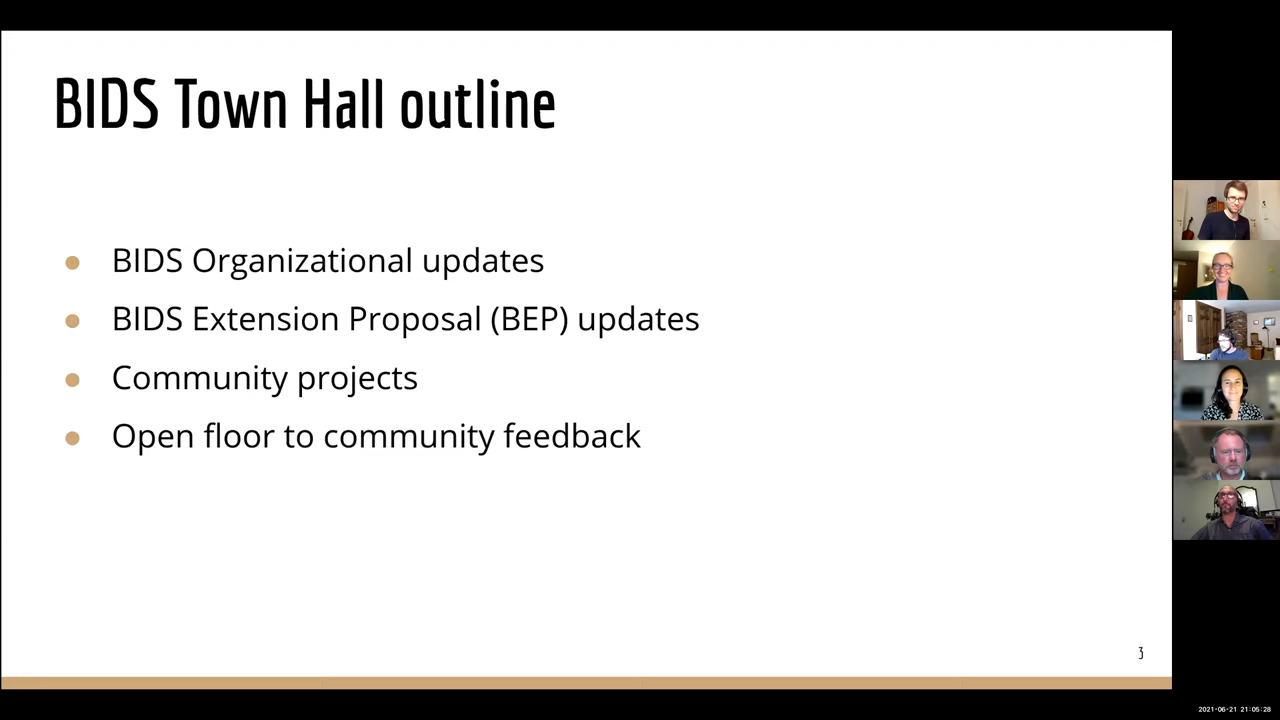 BIDS Town Hall outline
BIDS Organizational updates
BIDS Extension Proposal (BEP) updates
Community projects
Open floor to community feedback
3
2021-06-21 21:05:28